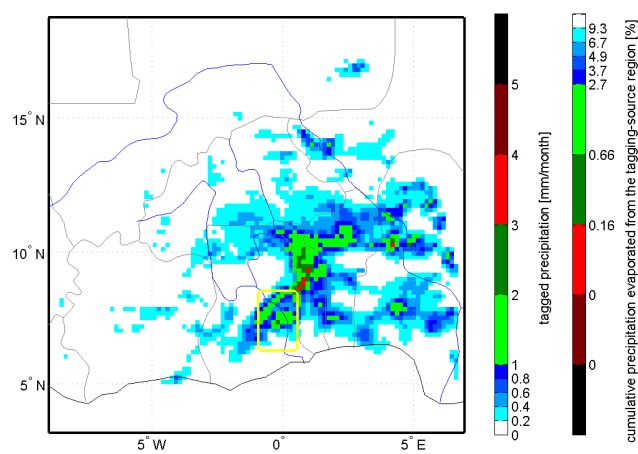 15° N
10° N
5° N
5° W
0°
5° E
5
4
3
2
1
0.8
0.6
0.4
0.2
0
tagged precipitation [mm/month]
9.3
6.7
4.9
3.7
2.7
0.66
0.16
0
0
cumulative precipitation evaporated from the tagging-source region [%]